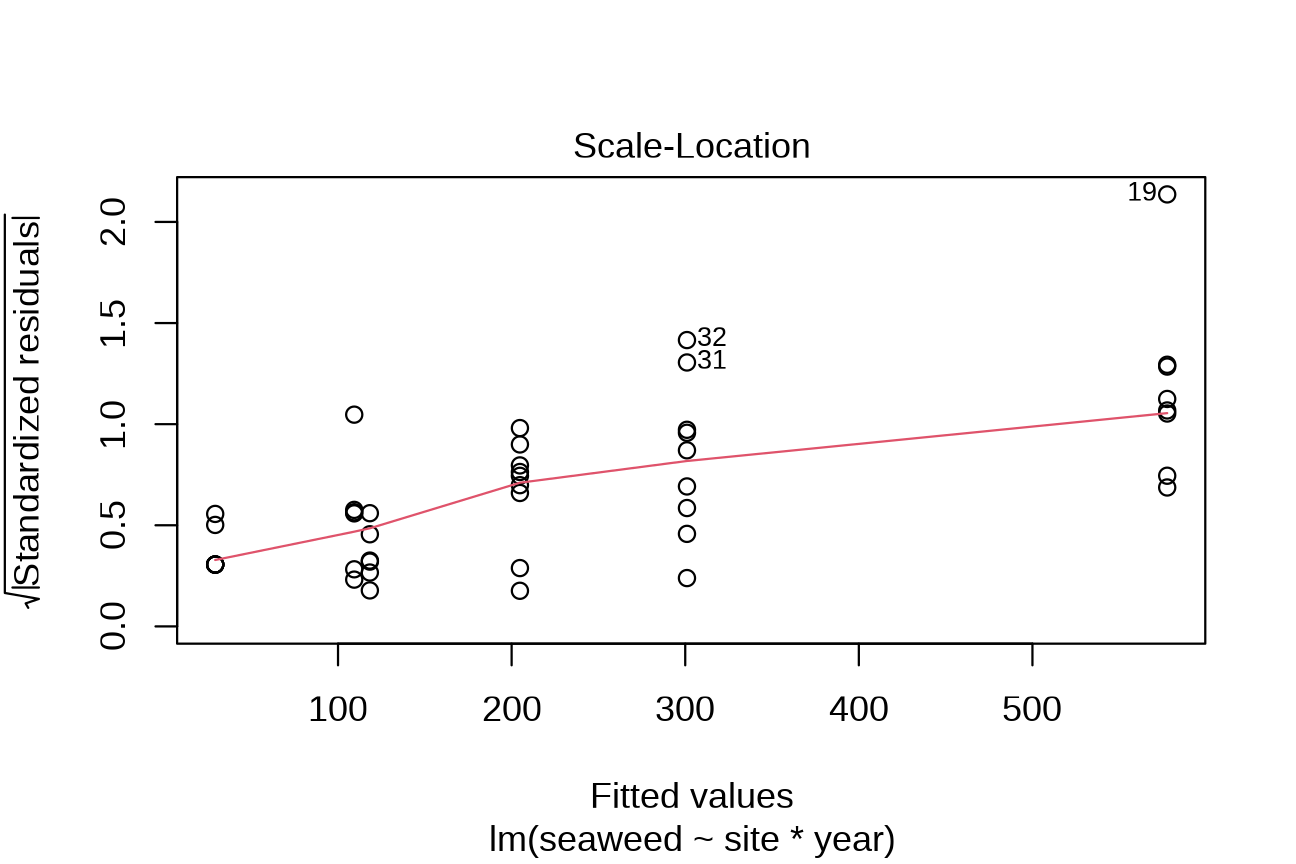 Scale-Location
√|Standardized residuals|
2.0
1.5
1.0
0.5
0.0
19
32
31
100 200 300 400 500
Fitted values
lm(seaweed ~ site * year)